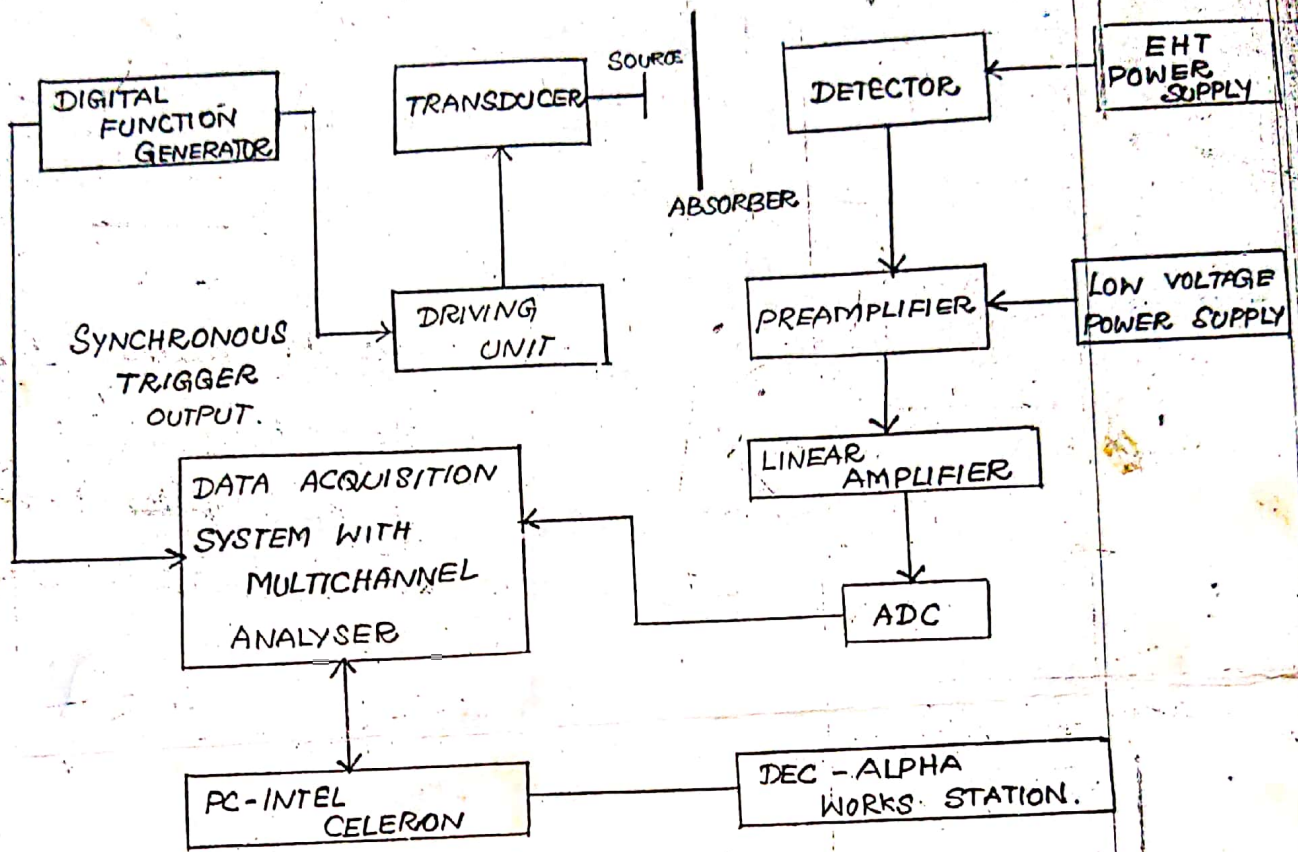 DIGITAL
FUNCTION
GENERATOR
TRANSDUCER
SOURCE
ABSORBER
DETECTOR
EHT
POWER
SUPPLY
DRIVING
UNIT
PREAMPLIFIER
LOW VOLTAGE
POWER SUPPLY
SYNCHRONOUS
TRIGGER
OUTPUT.
LINEAR
AMPLIFIER
DATA ACQUISITION
SYSTEM WITH
MULTICHANNEL
ANALYSER
ADC
PC-INTEL
CELERON
DEC - ALPHA
WORKS STATION.